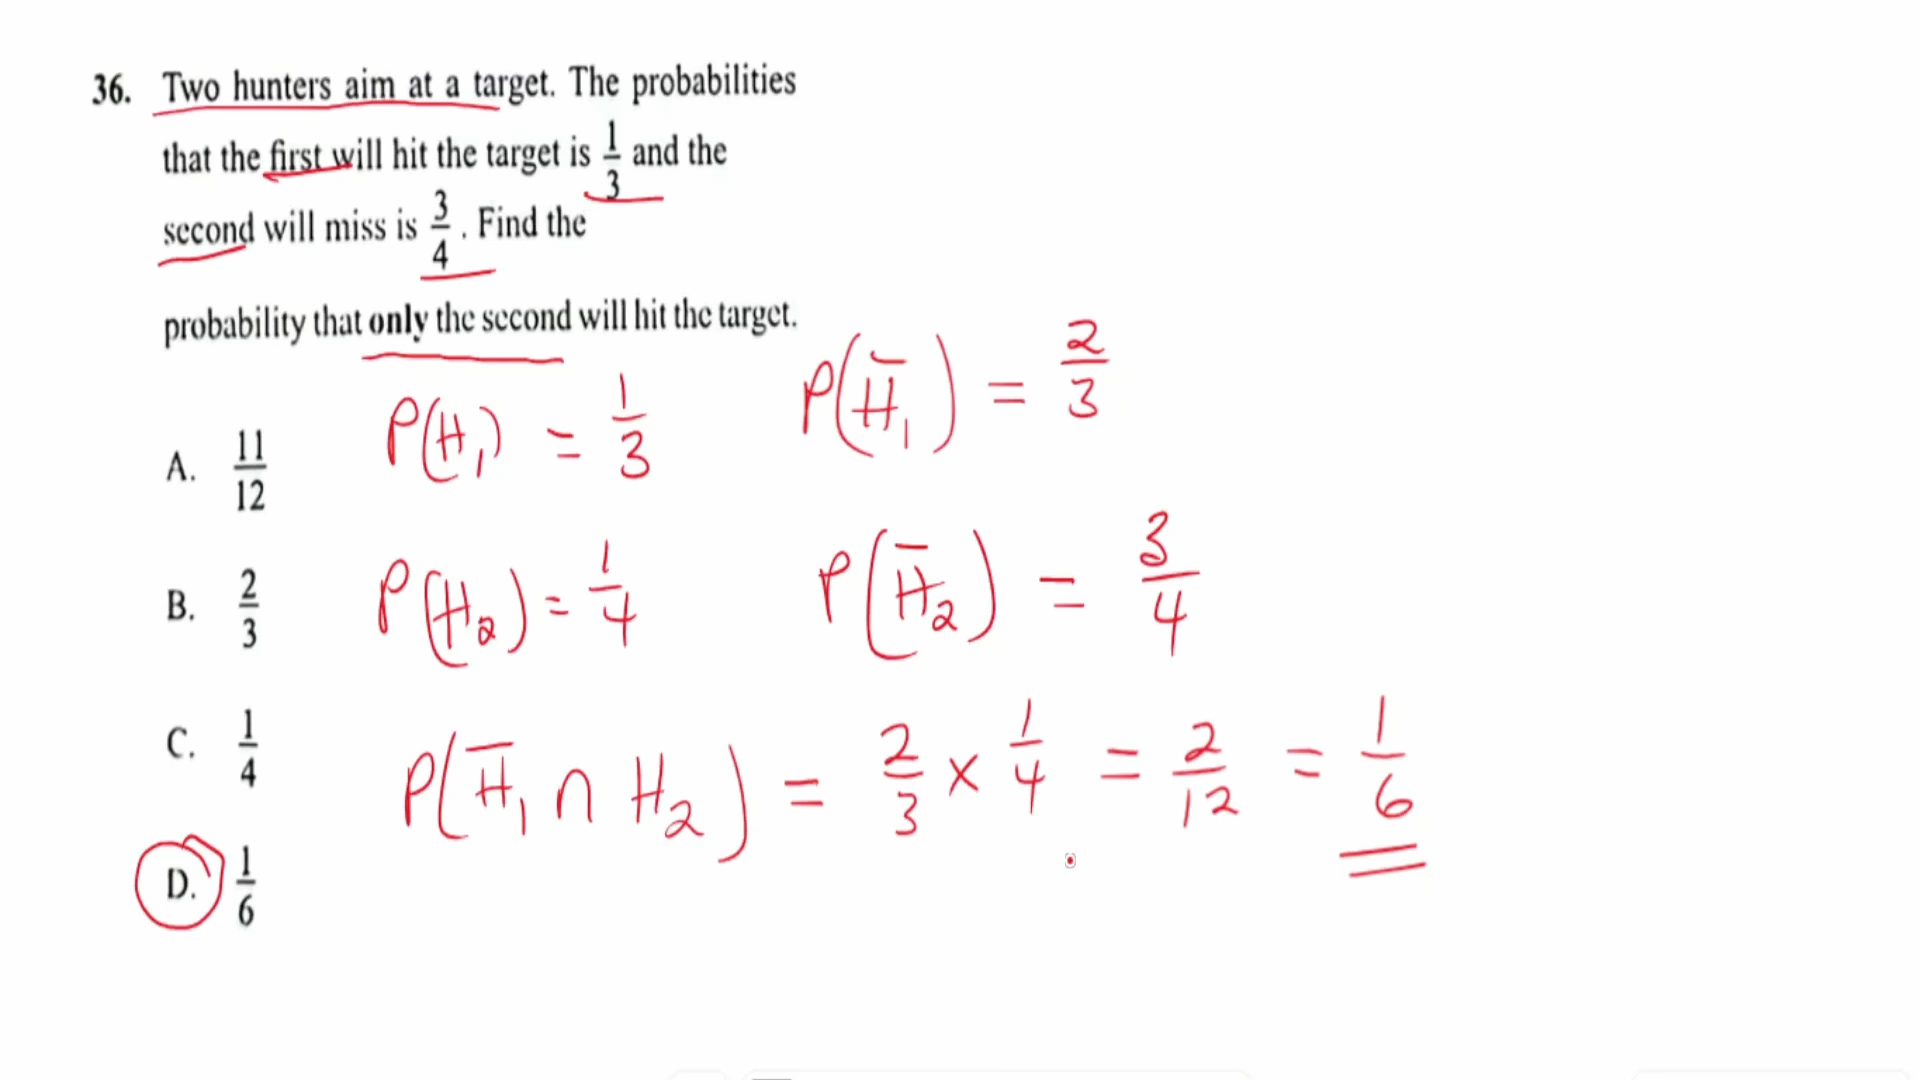 36. Two hunters aim at a target. The probabilities
that the first will hit the target is 1/3 and the
second will miss is 3/4. Find the
probability that only the second will hit the target.
P(H̄₁) = 2/3
A. 11/12
P(H₁) = 1/3
B. 2/3
P(H₂) = 1/4
P(H̄₂) = 3/4
C. 1/4
P(H̄₁ ∩ H₂) = 2/3 × 1/4 = 2/12 = 1/6
D. 1/6